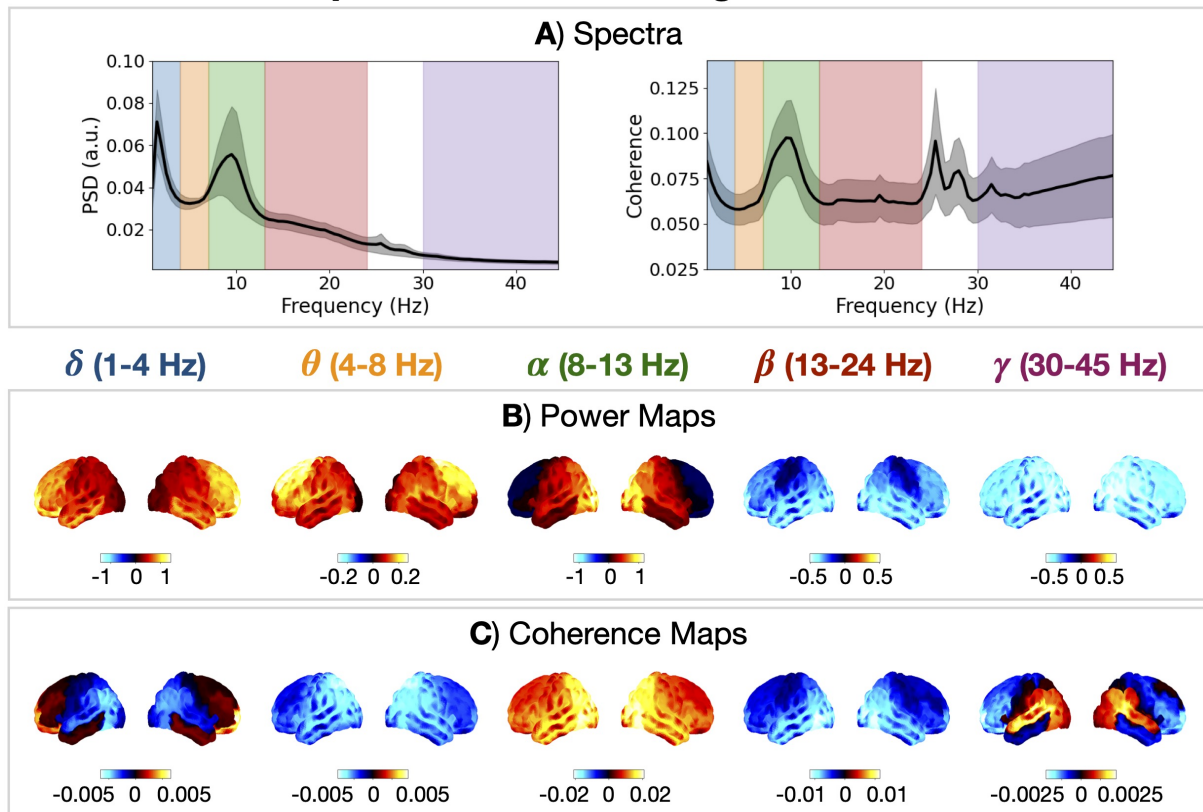 A) Spectra
0.10
0.08
0.06
0.04
0.02
PSD (a.u.)
10 20 30 40
Frequency (Hz)
0.125
0.100
0.075
0.050
0.025
Coherence
10 20 30 40
Frequency (Hz)
δ (1-4 Hz) θ (4-8 Hz) α (8-13 Hz) β (13-24 Hz) γ (30-45 Hz)
B) Power Maps
-1 0 1 -0.2 0 0.2 -1 0 1 -0.5 0 0.5 -0.5 0 0.5
C) Coherence Maps
-0.005 0 0.005 -0.005 0 0.005 -0.02 0 0.02 -0.01 0 0.01 -0.0025 0 0.0025